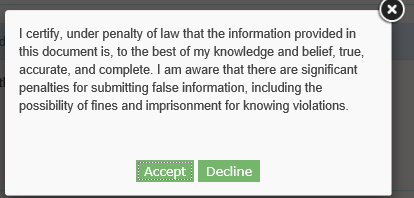 I certify, under penalty of law that the information provided in
this document is, to the best of my knowledge and belief, true,
accurate, and complete. I am aware that there are significant
penalties for submitting false information, including the
possibility of fines and imprisonment for knowing violations.
Accept Decline